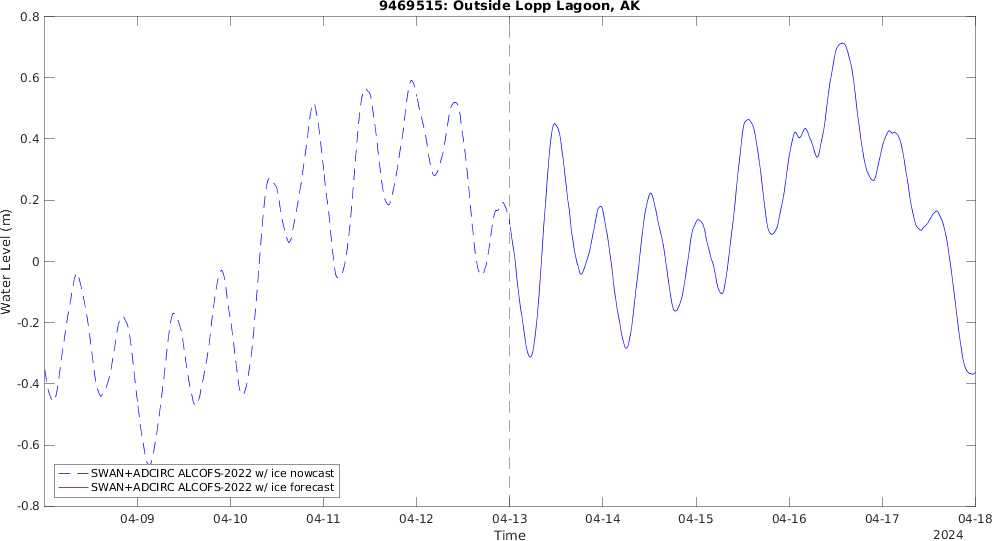 9469515: Outside Lopp Lagoon, AK
0.8
0.6
0.4
0.2
0
-0.2
-0.4
-0.6
-0.8
Water Level (m)
SWAN+ADCIRC ALCOFS-2022 w/ ice nowcast
SWAN+ADCIRC ALCOFS-2022 w/ ice forecast
04-09 04-10 04-11 04-12 04-13 04-14 04-15 04-16 04-17 04-18
Time
2024